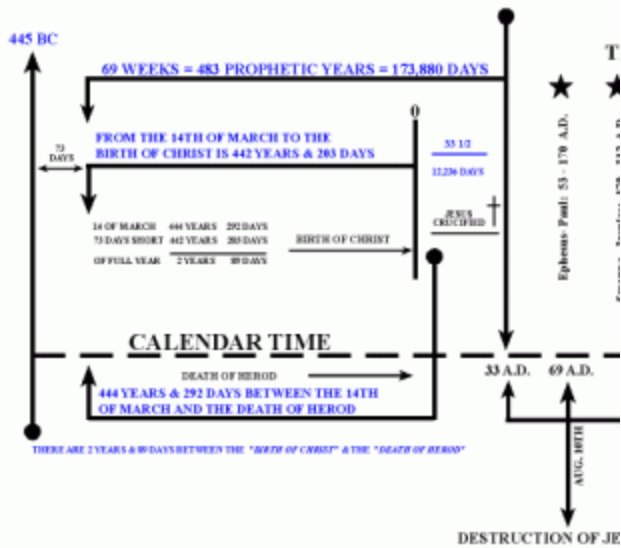 445 BC
T
69 WEEKS = 483 PROPHETIC YEARS = 173,880 DAYS
0
FROM THE 14TH OF MARCH TO THE
BIRTH OF CHRIST IS 442 YEARS & 203 DAYS
73
DAYS
33 1/2
12,236 DAYS
Ephesus- Paul: 53 - 170 A.D.
14 OF MARCH 444 YEARS 292 DAYS
73 DAYS SHORT 442 YEARS 203 DAYS
OF FULL YEAR 2 YEARS 89 DAYS
JESUS
CRUCIFIED
BIRTH OF CHRIST
CALENDAR TIME
DEATH OF HEROD
33 A.D. 69 A.D.
444 YEARS & 292 DAYS BETWEEN THE 14TH
OF MARCH AND THE DEATH OF HEROD
THERE ARE 2 YEARS & 89 DAYS BETWEEN THE "BIRTH OF CHRIST" & THE "DEATH OF HEROD"
AUG. 10TH
DESTRUCTION OF JE